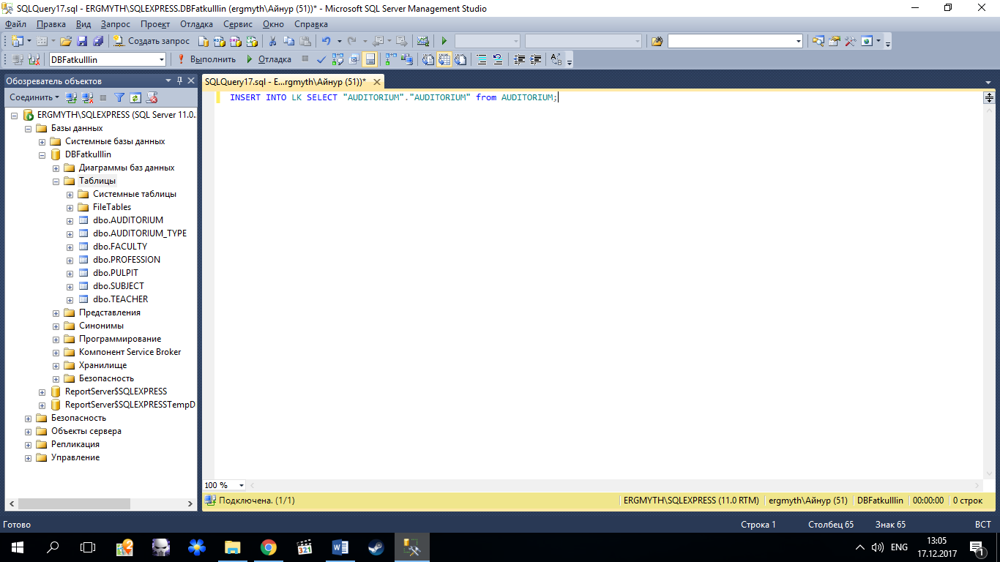 SQLQuery17.sql - ERGMYTH\SQLEXPRESS.DBFatkulllin (ergmyth\Айнур (51))* - Microsoft SQL Server Management Studio
Файл Правка Вид Запрос Проект Отладка Сервис Окно Справка
Создать запрос
DBFatkulllin Выполнить Отладка
Обозреватель объектов
SQLQuery17.sql - E...rgmyth\Айнур (51))*
Соединить
INSERT INTO LK SELECT "AUDITORIUM"."AUDITORIUM" from AUDITORIUM;
ERGMYTH\SQLEXPRESS (SQL Server 11.0.
Базы данных
Системные базы данных
DBFatkulllin
Диаграммы баз данных
Таблицы
Системные таблицы
FileTables
dbo.AUDITORIUM
dbo.AUDITORIUM_TYPE
dbo.FACULTY
dbo.PROFESSION
dbo.PULPIT
dbo.SUBJECT
dbo.TEACHER
Представления
Синонимы
Программирование
Компонент Service Broker
Хранилище
Безопасность
ReportServer$SQLEXPRESS
ReportServer$SQLEXPRESSTempD
Безопасность
Объекты сервера
Репликация
Управление
100 %
Подключена. (1/1) ERGMYTH\SQLEXPRESS (11.0 RTM) ergmyth\Айнур (51) DBFatkulllin 00:00:00 0 строк
Готово Строка 1 Столбец 65 Знак 65 ВСТ
321
ENG
13:05
17.12.2017
1